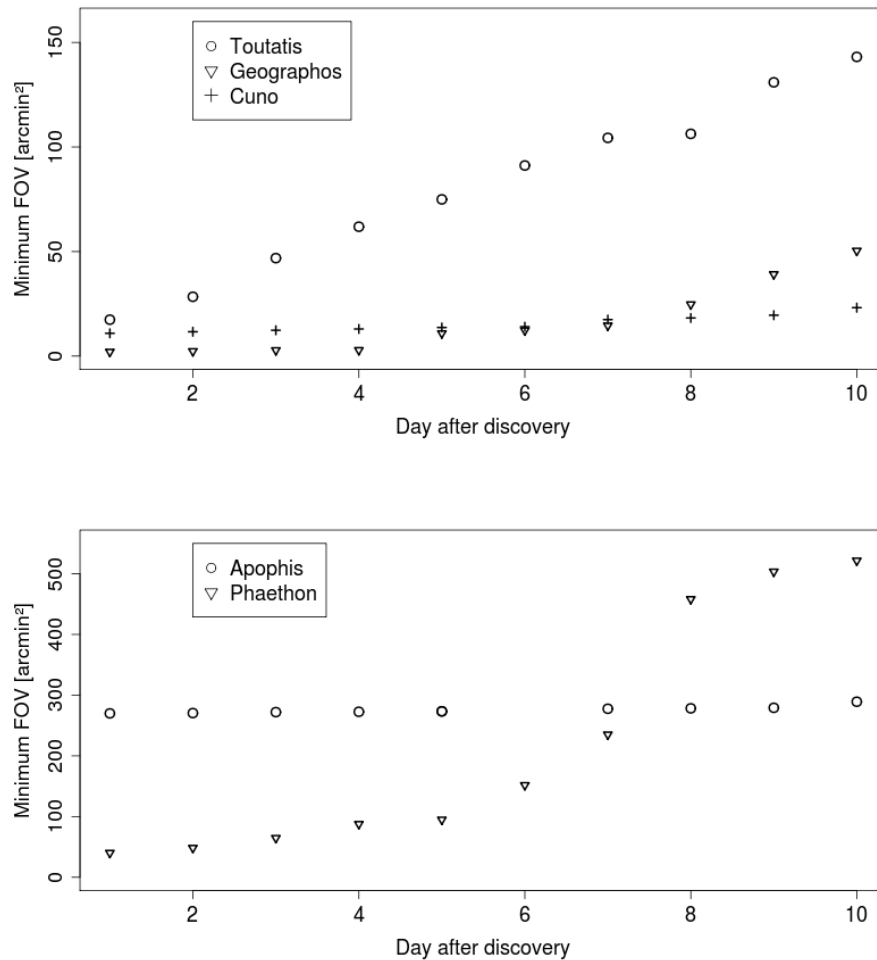 Toutatis
Geographos
Cuno
Minimum FOV [arcmin²]
150
100
50
0
2 4 6 8 10
Day after discovery
Apophis
Phaethon
Minimum FOV [arcmin²]
500
400
300
200
100
0
2 4 6 8 10
Day after discovery